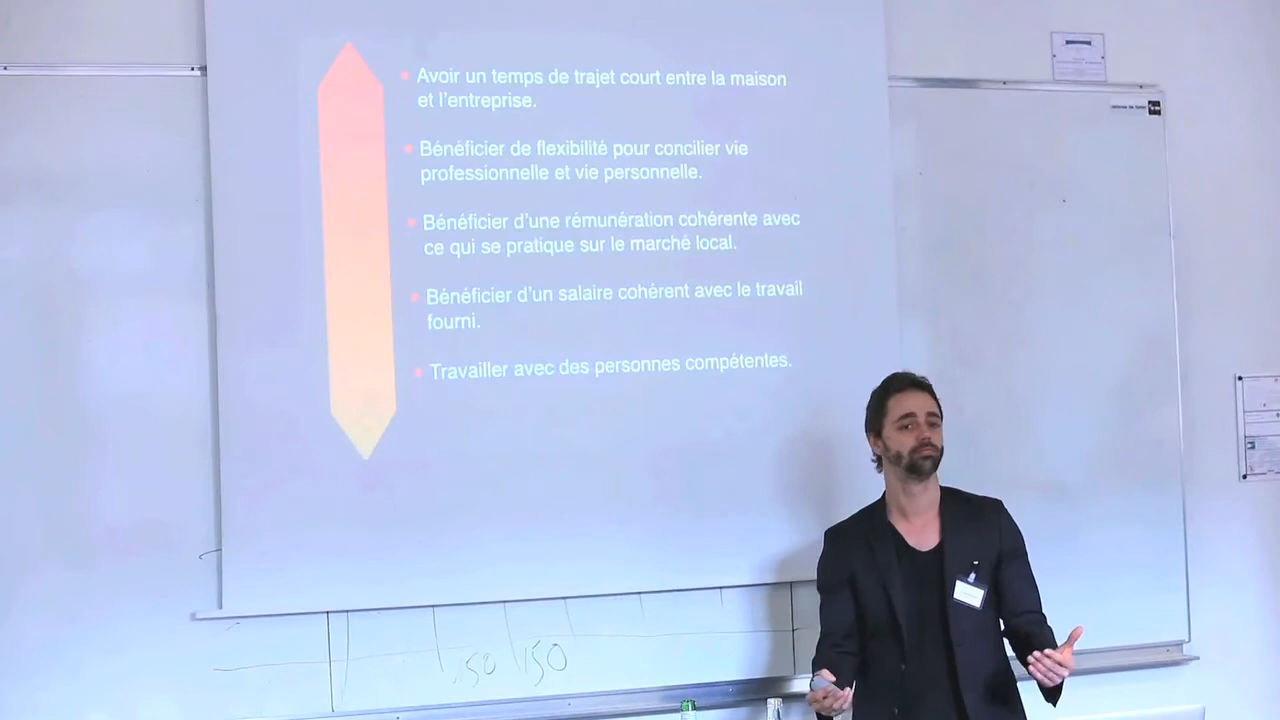 Avoir un temps de trajet court entre la maison
et l'entreprise.
Bénéficier de flexibilité pour concilier vie
professionnelle et vie personnelle.
Bénéficier d'une rémunération cohérente avec
ce qui se pratique sur le marché local.
Bénéficier d'un salaire cohérent avec le travail
fourni.
Travailler avec des personnes compétentes.
150